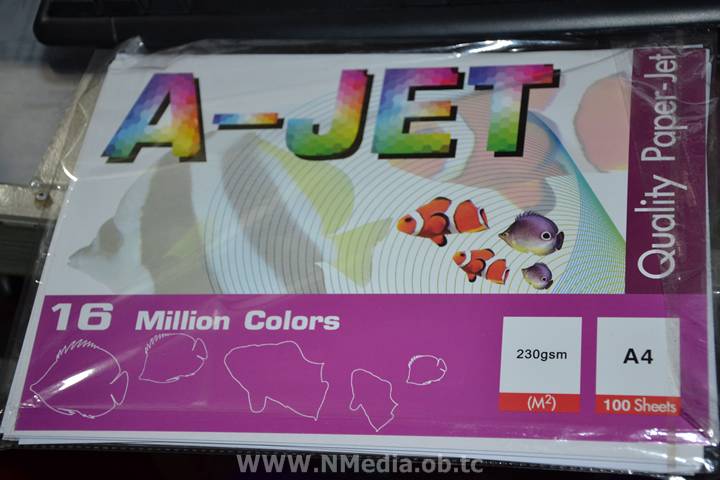 A-JET
Quality Paper-Jet
16 Million Colors
230gsm
(M²)
A4
100 Sheets
WWW.NMedia.ob.tc